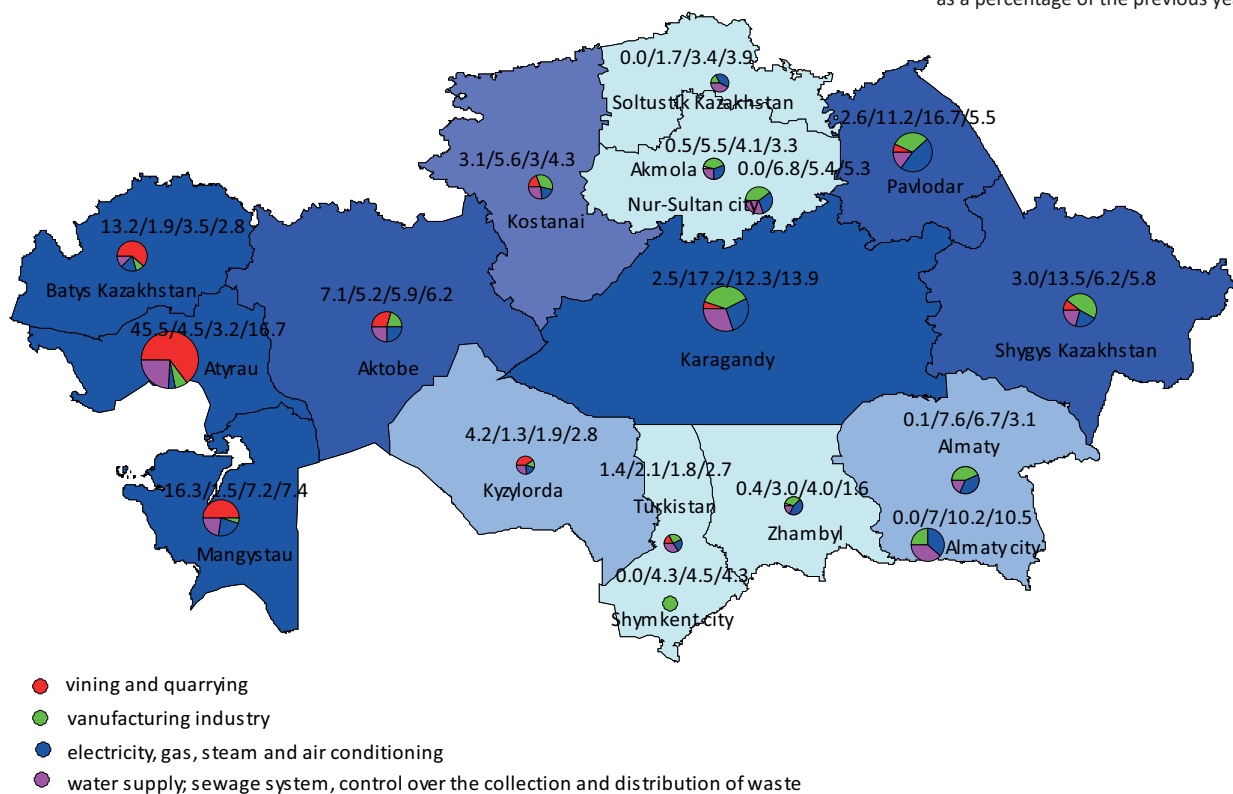 as a percentage of the previous ye
0.0/1.7/3.4/3.9
Soltustik Kazakhstan
2.6/11.2/16.7/5.5
Pavlodar
0.5/5.5/4.1/3.3
Akmola
0.0/6.8/5.4/5.3
Nur-Sultan city
3.1/5.6/3/4.3
Kostanai
13.2/1.9/3.5/2.8
Batys Kazakhstan
7.1/5.2/5.9/6.2
Aktobe
2.5/17.2/12.3/13.9
Karagandy
3.0/13.5/6.2/5.8
Shygys Kazakhstan
45.5/4.5/3.2/16.7
Atyrau
4.2/1.3/1.9/2.8
Kyzylorda
1.4/2.1/1.8/2.7
Turkistan
0.4/3.0/4.0/1.6
Zhambyl
0.1/7.6/6.7/3.1
Almaty
16.3/1.5/7.2/7.4
Mangystau
0.0/7/10.2/10.5
Almaty city
0.0/4.3/4.5/4.3
Shymkent city
vining and quarrying
vanufacturing industry
electricity, gas, steam and air conditioning
water supply; sewage system, control over the collection and distribution of waste